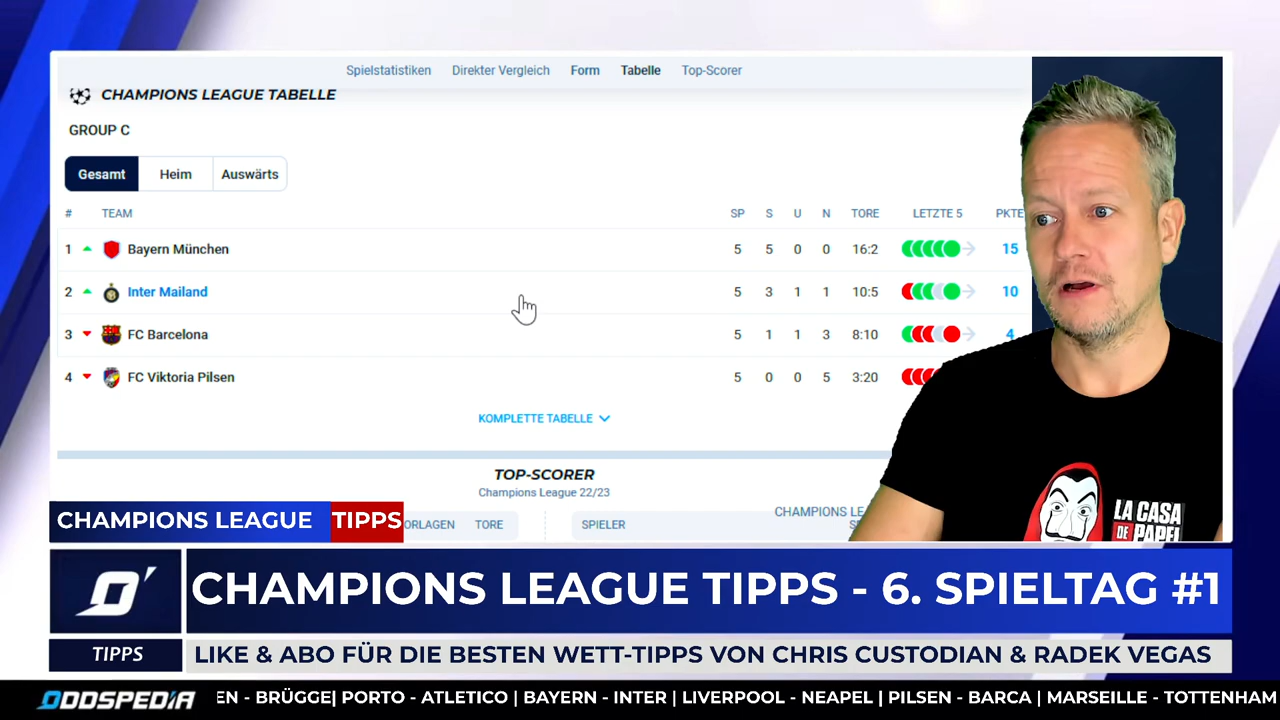 Spielstatistiken Direkter Vergleich Form Tabelle Top-Scorer
CHAMPIONS LEAGUE TABELLE
GROUP C
Gesamt Heim Auswärts
# TEAM SP S U N TORE LETZTE 5 PKTE
1 Bayern München 5 5 0 0 16:2 15
2 Inter Mailand 5 3 1 1 10:5 10
3 FC Barcelona 5 1 1 3 8:10 4
4 FC Viktoria Pilsen 5 0 0 5 3:20
KOMPLETTE TABELLE
TOP-SCORER
Champions League 22/23
CHAMPIONS LEA
ORLAGEN TORE SPIELER
LA CASA
DE PAPEL
CHAMPIONS LEAGUE TIPPS
CHAMPIONS LEAGUE TIPPS - 6. SPIELTAG #1
TIPPS LIKE & ABO FÜR DIE BESTEN WETT-TIPPS VON CHRIS CUSTODIAN & RADEK VEGAS
ODDSPEDIA EN - BRÜGGE| PORTO - ATLETICO | BAYERN - INTER | LIVERPOOL - NEAPEL | PILSEN - BARCA | MARSEILLE - TOTTENHAM